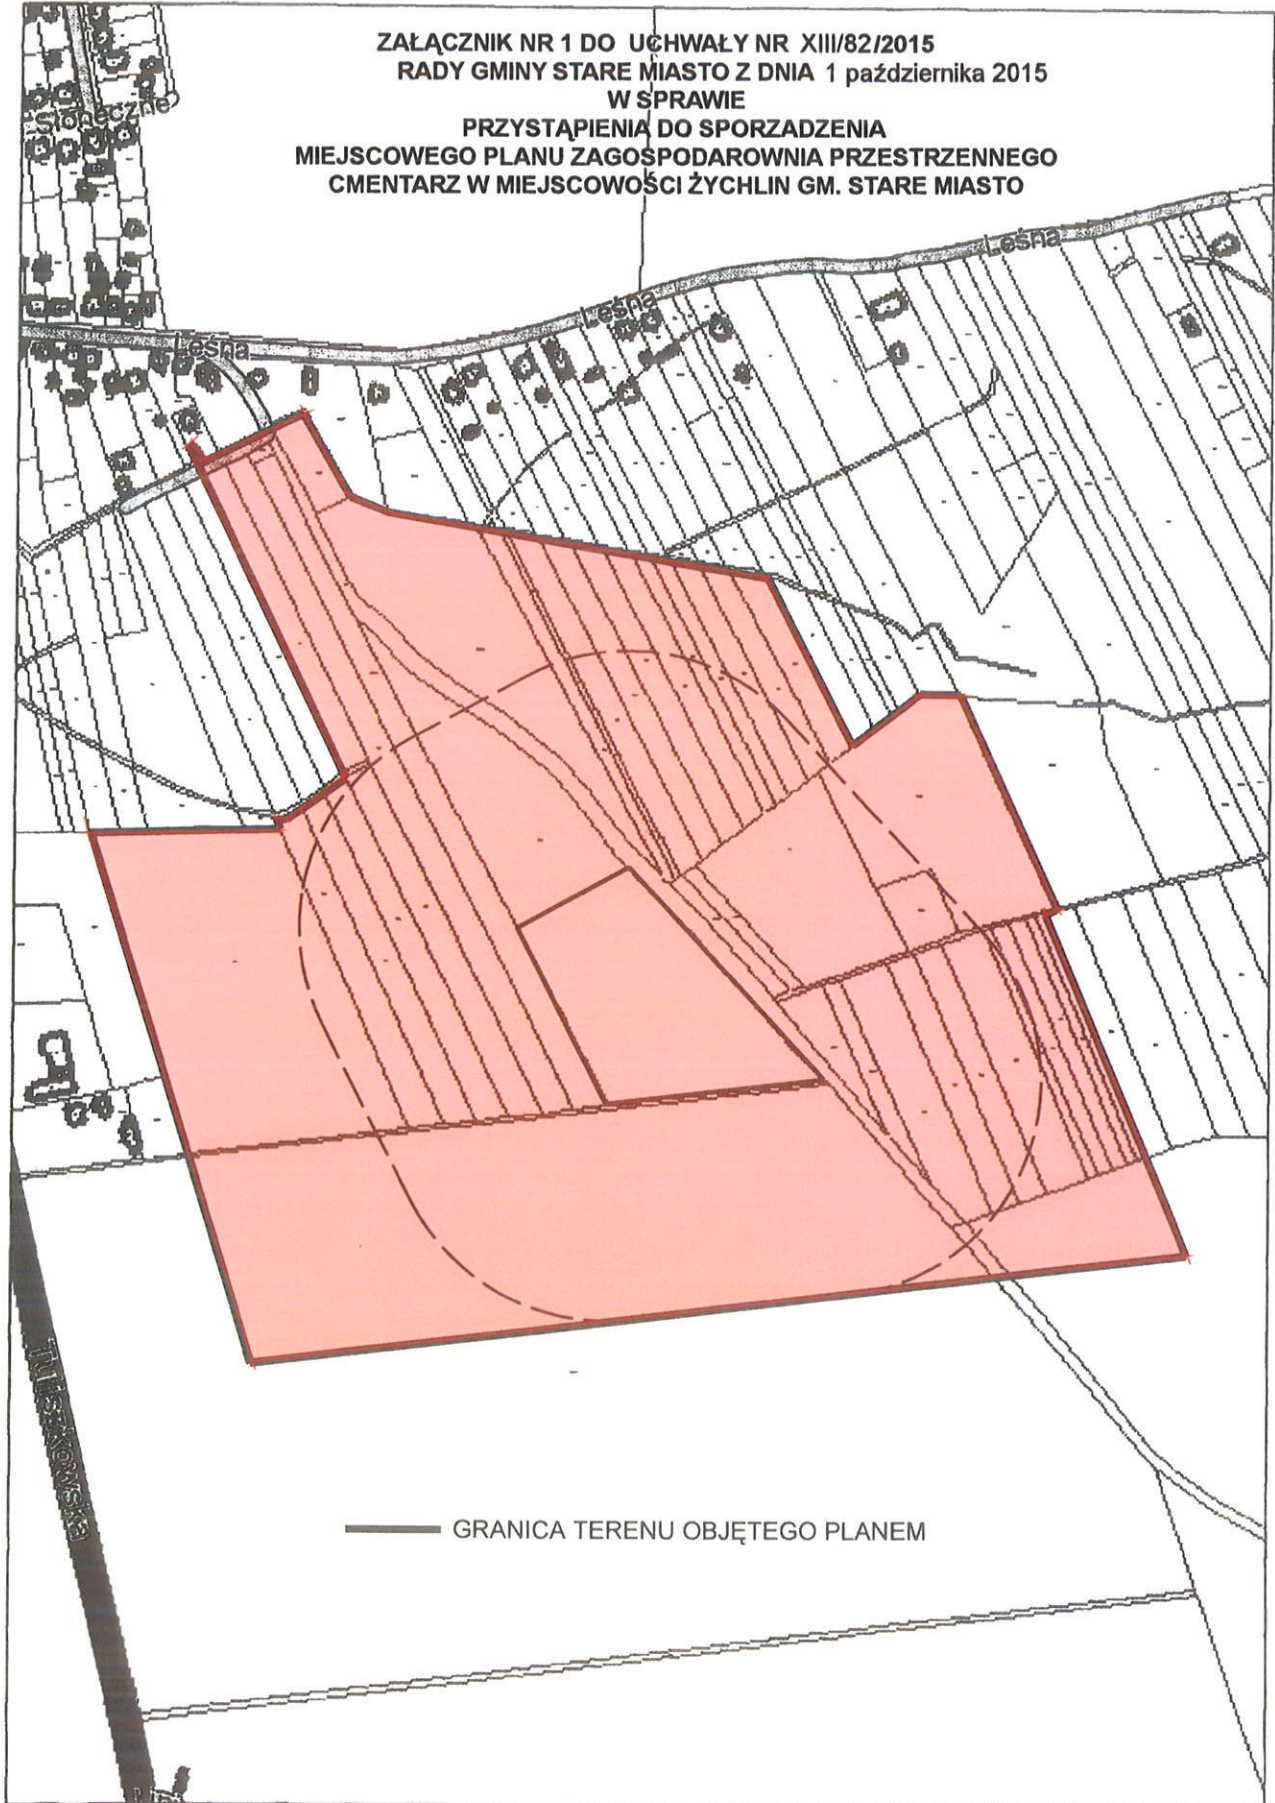 ZAŁĄCZNIK NR 1 DO UCHWAŁY NR XIII/82/2015
RADY GMINY STARE MIASTO Z DNIA 1 października 2015
W SPRAWIE
PRZYSTĄPIENIA DO SPORZADZENIA
MIEJSCOWEGO PLANU ZAGOSPODAROWNIA PRZESTRZENNEGO
CMENTARZ W MIEJSCOWOŚCI ŻYCHLIN GM. STARE MIASTO
Słoneczne
Leśna
Leśna
Leśna
GRANICA TERENU OBJĘTEGO PLANEM